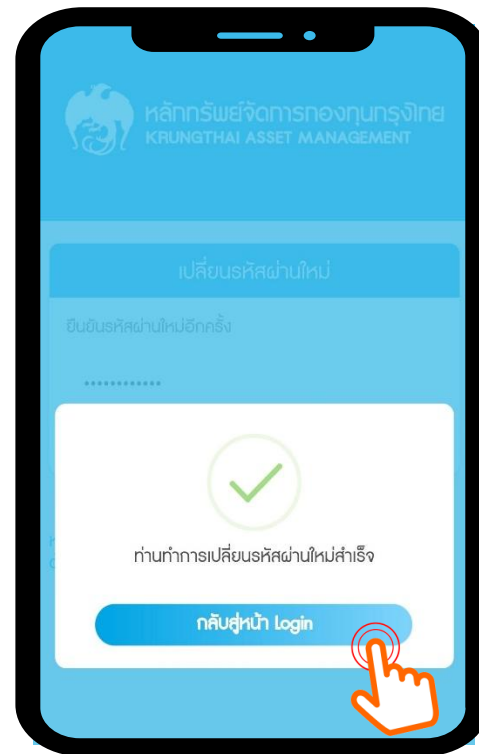 หลักทรัพย์จัดการกองทุนกรุงไทย
KRUNGTHAI ASSET MANAGEMENT
เปลี่ยนรหัสผ่านใหม่
ยืนยันรหัสผ่านใหม่อีกครั้ง
••••••••••••
ท่านทำการเปลี่ยนรหัสผ่านใหม่สำเร็จ
กลับสู่หน้า Login